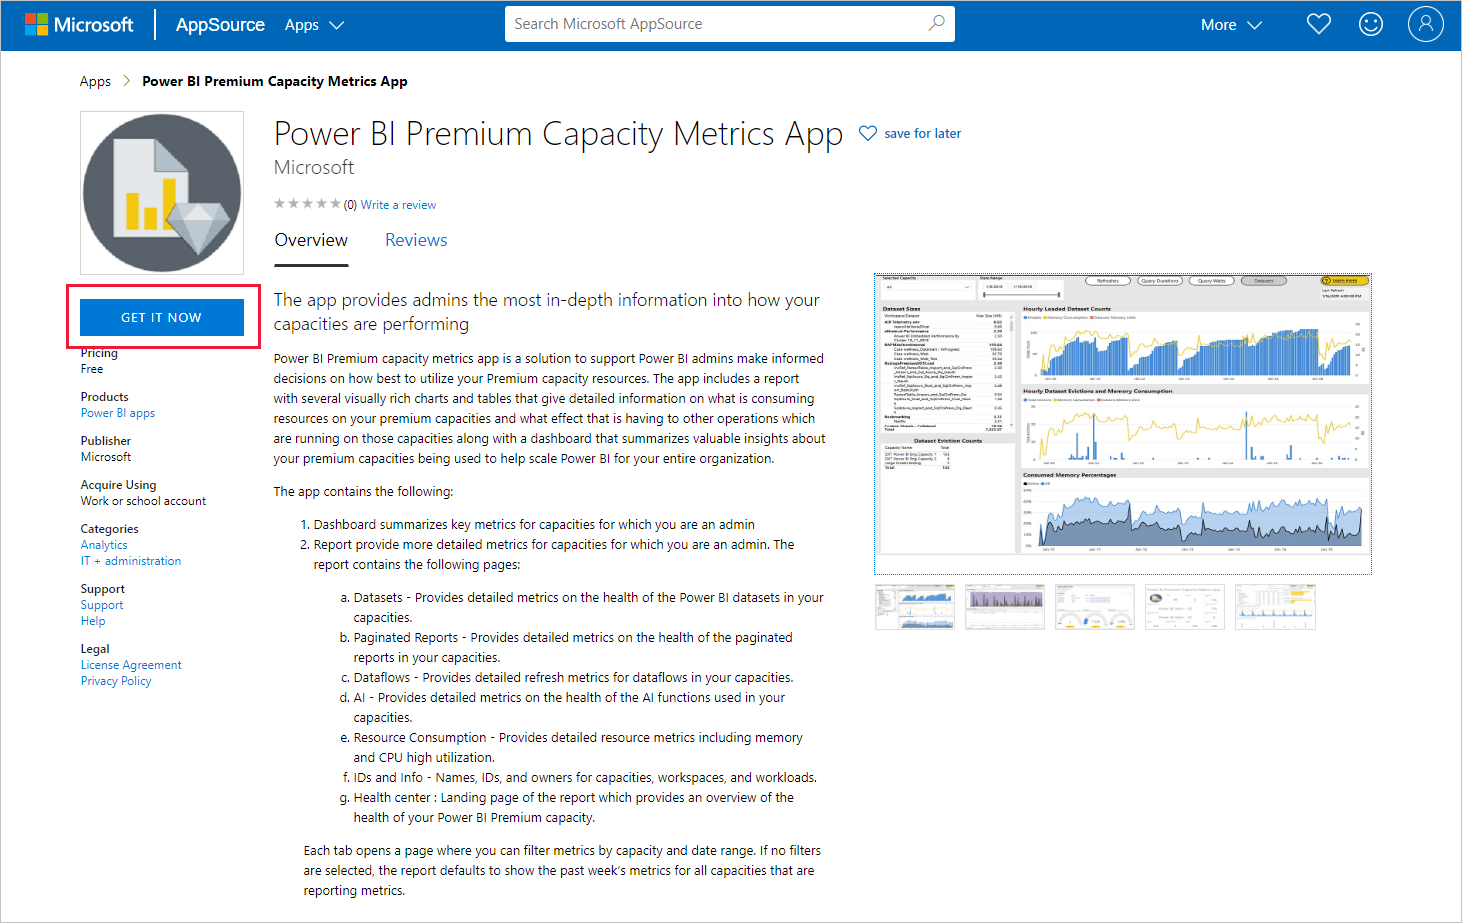 Microsoft AppSource Apps Search Microsoft AppSource More
Apps > Power BI Premium Capacity Metrics App
Power BI Premium Capacity Metrics App save for later
Microsoft
(0) Write a review
Overview Reviews
GET IT NOW
Pricing
Free
Products
Power BI apps
Publisher
Microsoft
Acquire Using
Work or school account
Categories
Analytics
IT + administration
Support
Support
Help
Legal
License Agreement
Privacy Policy
The app provides admins the most in-depth information into how your
capacities are performing
Power BI Premium capacity metrics app is a solution to support Power BI admins make informed
decisions on how best to utilize your Premium capacity resources. The app includes a report
with several visually rich charts and tables that give detailed information on what is consuming
resources on your premium capacities and what effect that is having to other operations which
are running on those capacities along with a dashboard that summarizes valuable insights about
your premium capacities being used to help scale Power BI for your entire organization.
The app contains the following:
1. Dashboard summarizes key metrics for capacities for which you are an admin
2. Report provide more detailed metrics for capacities for which you are an admin. The
report contains the following pages:
a. Datasets - Provides detailed metrics on the health of the Power BI datasets in your
capacities.
b. Paginated Reports - Provides detailed metrics on the health of the paginated
reports in your capacities.
c. Dataflows - Provides detailed refresh metrics for dataflows in your capacities.
d. AI - Provides detailed metrics on the health of the AI functions used in your
capacities.
e. Resource Consumption - Provides detailed resource metrics including memory
and CPU high utilization.
f. IDs and Info - Names, IDs, and owners for capacities, workspaces, and workloads.
g. Health center : Landing page of the report which provides an overview of the
health of your Power BI Premium capacity.
Each tab opens a page where you can filter metrics by capacity and date range. If no filters
are selected, the report defaults to show the past week's metrics for all capacities that are
reporting metrics.
Selected Capacity
All
Date Range
Refreshes Query Durations Query Waits Datasets
Dataset Sizes
Hourly Loaded Dataset Counts
Hourly Dataset Evictions and Memory Consumption
Dataset Eviction Counts
Capacity Name Total
Consumed Memory Percentages